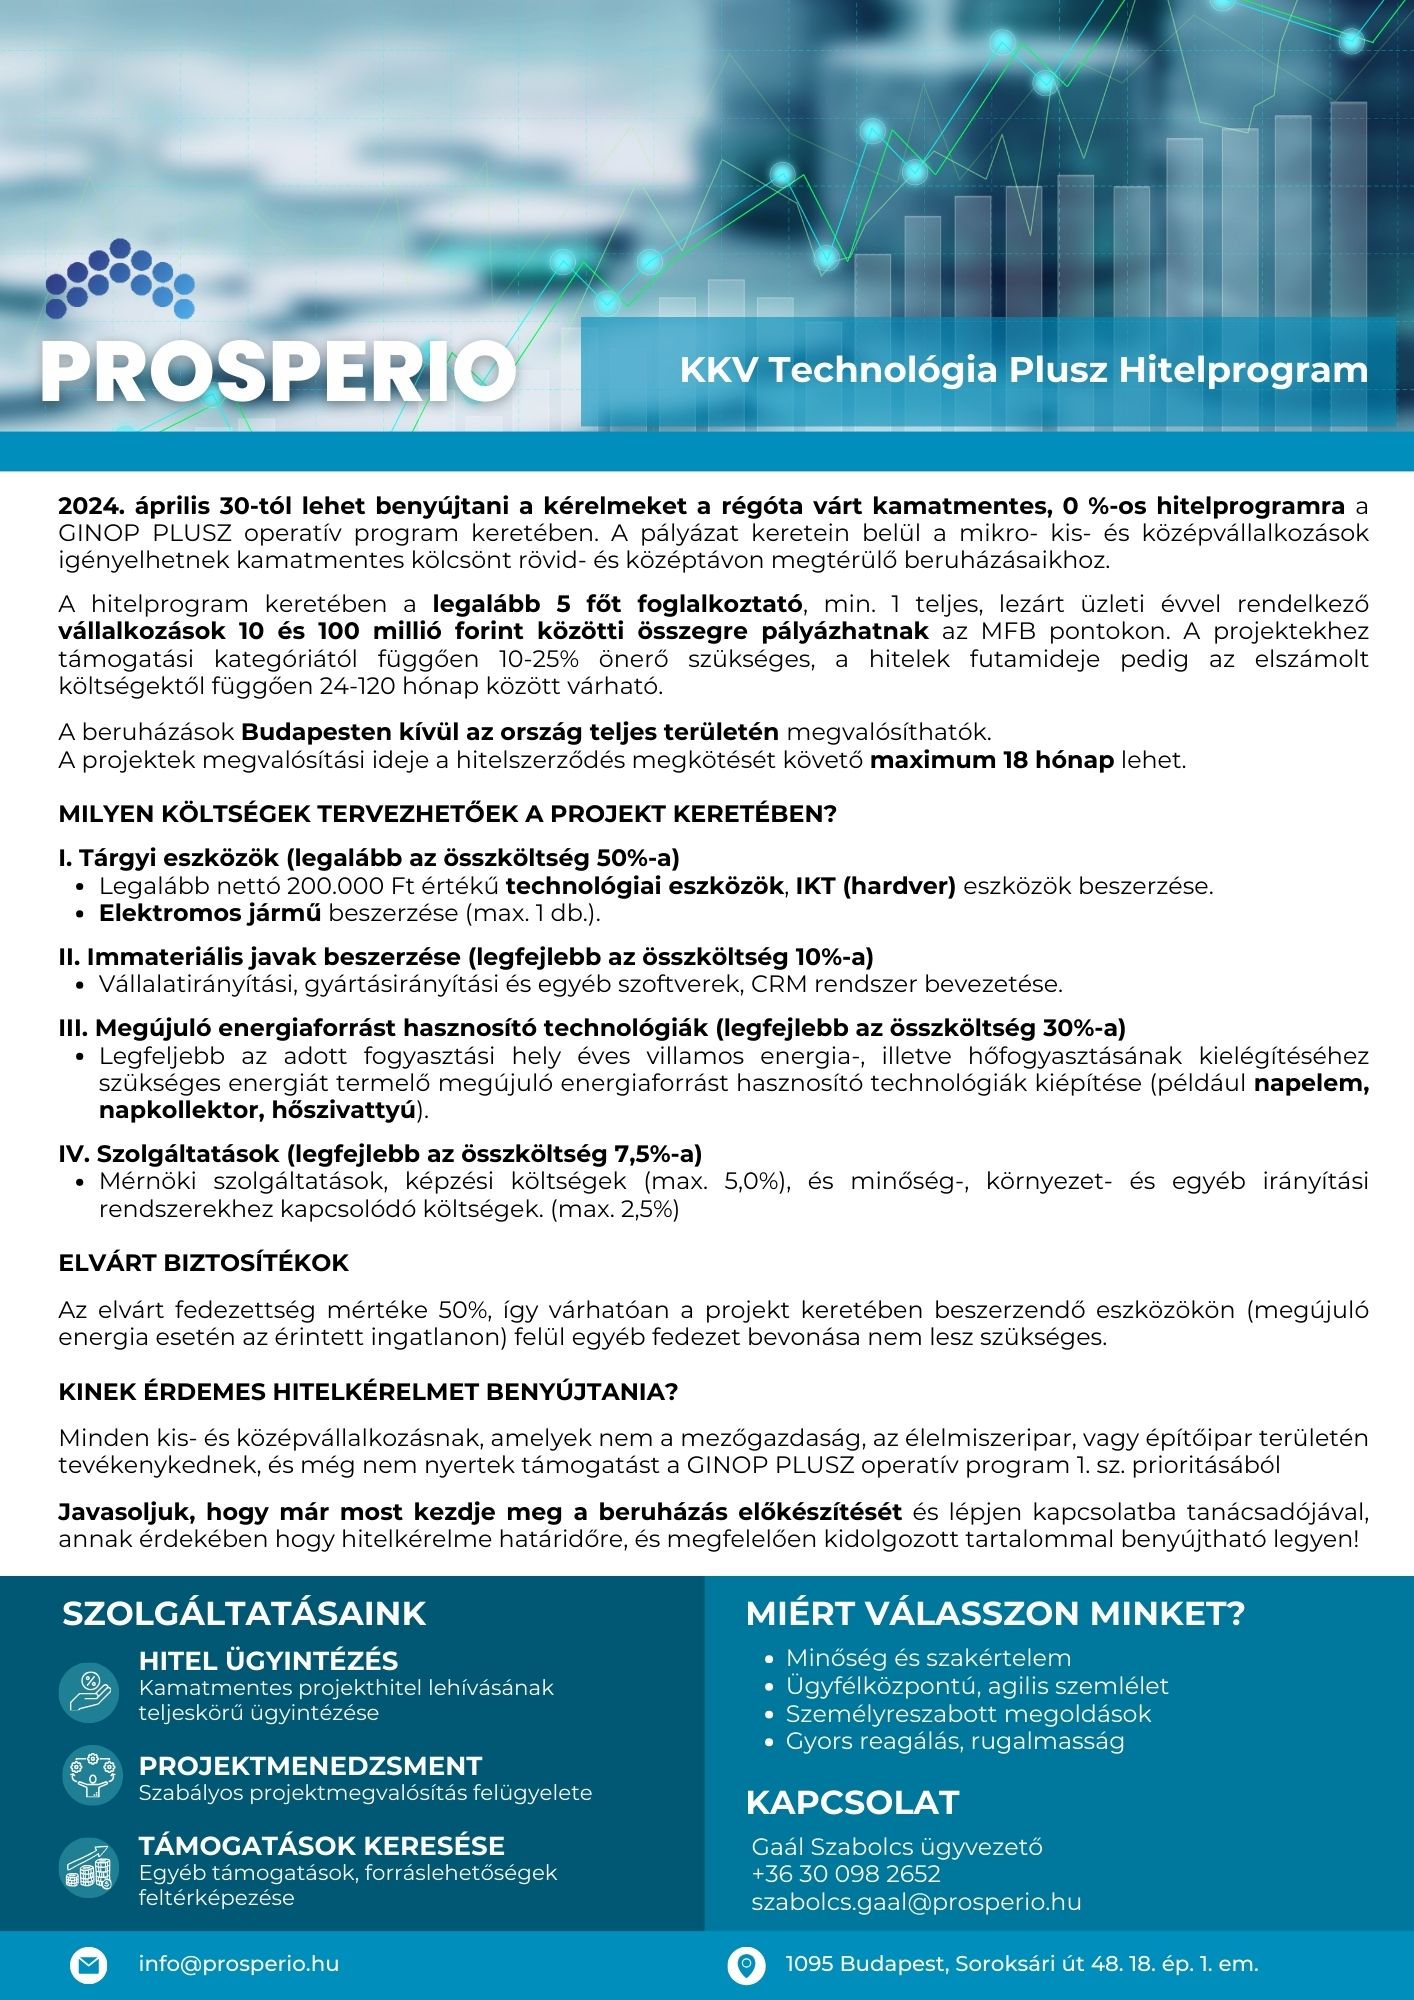 PROSPERIO
KKV Technológia Plusz Hitelprogram
2024. április 30-tól lehet benyújtani a kérelmeket a régóta várt kamatmentes, 0 %-os hitelprogramra a
GINOP PLUSZ operatív program keretében. A pályázat keretein belül a mikro- kis- és középvállalkozások
igényelhetnek kamatmentes kölcsönt rövid- és középtávon megtérülő beruházásaikhoz.
A hitelprogram keretében a legalább 5 főt foglalkoztató, min. 1 teljes, lezárt üzleti évvel rendelkező
vállalkozások 10 és 100 millió forint közötti összegre pályázhatnak az MFB pontokon. A projektekhez
támogatási kategóriától függően 10-25% önerő szükséges, a hitelek futamideje pedig az elszámolt
költségektől függően 24-120 hónap között várható.
A beruházások Budapesten kívül az ország teljes területén megvalósíthatók.
A projektek megvalósítási ideje a hitelszerződés megkötését követő maximum 18 hónap lehet.
MILYEN KÖLTSÉGEK TERVEZHETŐEK A PROJEKT KERETÉBEN?
I. Tárgyi eszközök (legalább az összköltség 50%-a)
• Legalább nettó 200.000 Ft értékű technológiai eszközök, IKT (hardver) eszközök beszerzése.
• Elektromos jármű beszerzése (max. 1 db.).
II. Immateriális javak beszerzése (legfejlebb az összköltség 10%-a)
• Vállalatirányítási, gyártásirányítási és egyéb szoftverek, CRM rendszer bevezetése.
III. Megújuló energiaforrást hasznosító technológiák (legfejlebb az összköltség 30%-a)
• Legfeljebb az adott fogyasztási hely éves villamos energia-, illetve hőfogyasztásának kielégítéséhez
szükséges energiát termelő megújuló energiaforrást hasznosító technológiák kiépítése (például napelem,
napkollektor, hőszivattyú).
IV. Szolgáltatások (legfejlebb az összköltség 7,5%-a)
• Mérnöki szolgáltatások, képzési költségek (max. 5,0%), és minőség-, környezet- és egyéb irányítási
rendszerekhez kapcsolódó költségek. (max. 2,5%)
ELVÁRT BIZTOSÍTÉKOK
Az elvárt fedezettség mértéke 50%, így várhatóan a projekt keretében beszerzendő eszközökön (megújuló
energia esetén az érintett ingatlanon) felül egyéb fedezet bevonása nem lesz szükséges.
KINEK ÉRDEMES HITELKÉRELMET BENYÚJTANIA?
Minden kis- és középvállalkozásnak, amelyek nem a mezőgazdaság, az élelmiszeripar, vagy építőipar területén
tevékenykednek, és még nem nyertek támogatást a GINOP PLUSZ operatív program 1. sz. prioritásából
Javasoljuk, hogy már most kezdje meg a beruházás előkészítését és lépjen kapcsolatba tanácsadójával,
annak érdekében hogy hitelkérelme határidőre, és megfelelően kidolgozott tartalommal benyújtható legyen!
SZOLGÁLTATÁSAINK
HITEL ÜGYINTÉZÉS
Kamatmentes projekthitel lehívásának
teljeskörű ügyintézése
PROJEKTMENEDZSMENT
Szabályos projektmegvalósítás felügyelete
TÁMOGATÁSOK KERESÉSE
Egyéb támogatások, forráslehetőségek
feltérképezése
MIÉRT VÁLASSZON MINKET?
• Minőség és szakértelem
• Ügyfélközpontú, agilis szemlélet
• Személyreszabott megoldások
• Gyors reagálás, rugalmasság
KAPCSOLAT
Gaál Szabolcs ügyvezető
+36 30 098 2652
szabolcs.gaal@prosperio.hu
info@prosperio.hu
1095 Budapest, Soroksári út 48. 18. ép. 1. em.